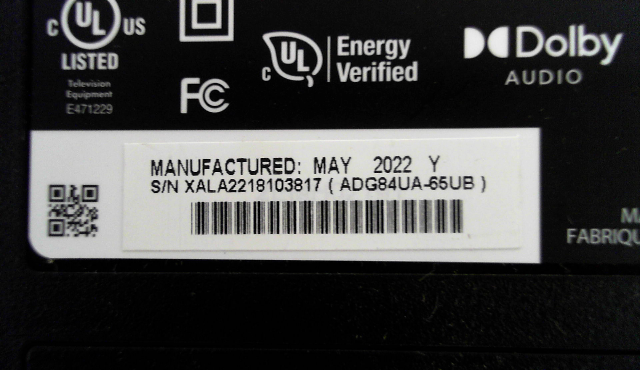 C UL US
LISTED
Television
Equipment
E471229
FC
C UL
Energy
Verified
Dolby
AUDIO
MANUFACTURED: MAY 2022 Y
S/N XALA2218103817 ( ADG84UA-65UB )
MA
FABRIQU